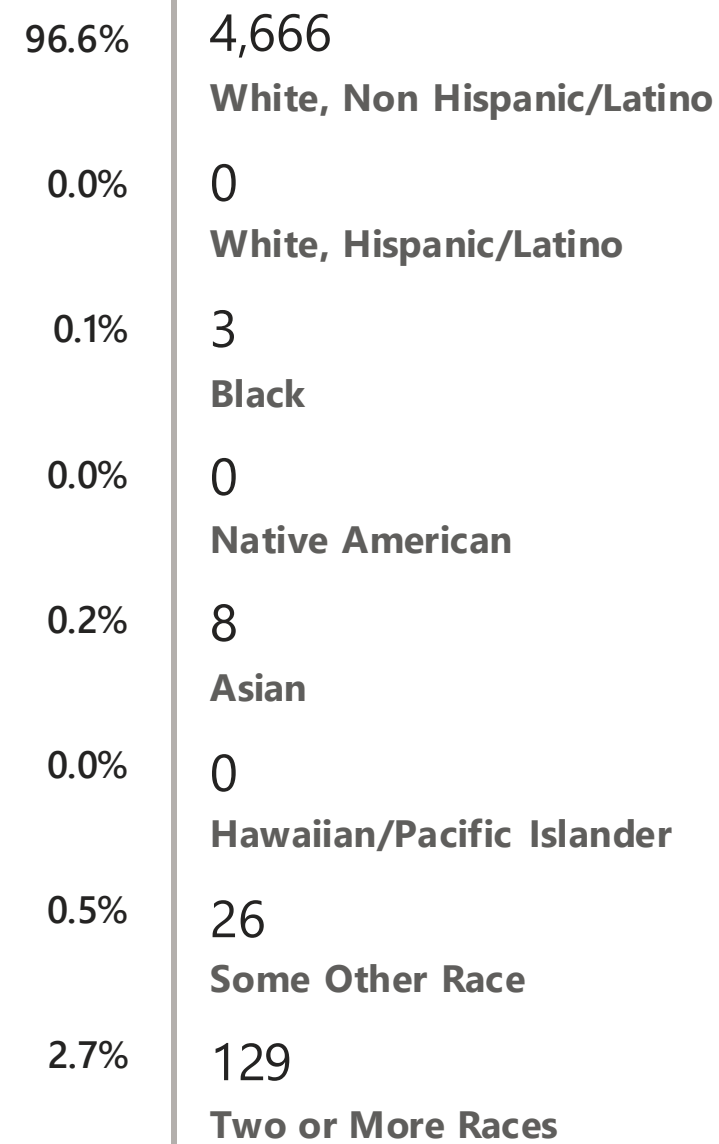 96.6% 4,666
White, Non Hispanic/Latino
0.0% 0
White, Hispanic/Latino
0.1% 3
Black
0.0% 0
Native American
0.2% 8
Asian
0.0% 0
Hawaiian/Pacific Islander
0.5% 26
Some Other Race
2.7% 129
Two or More Races